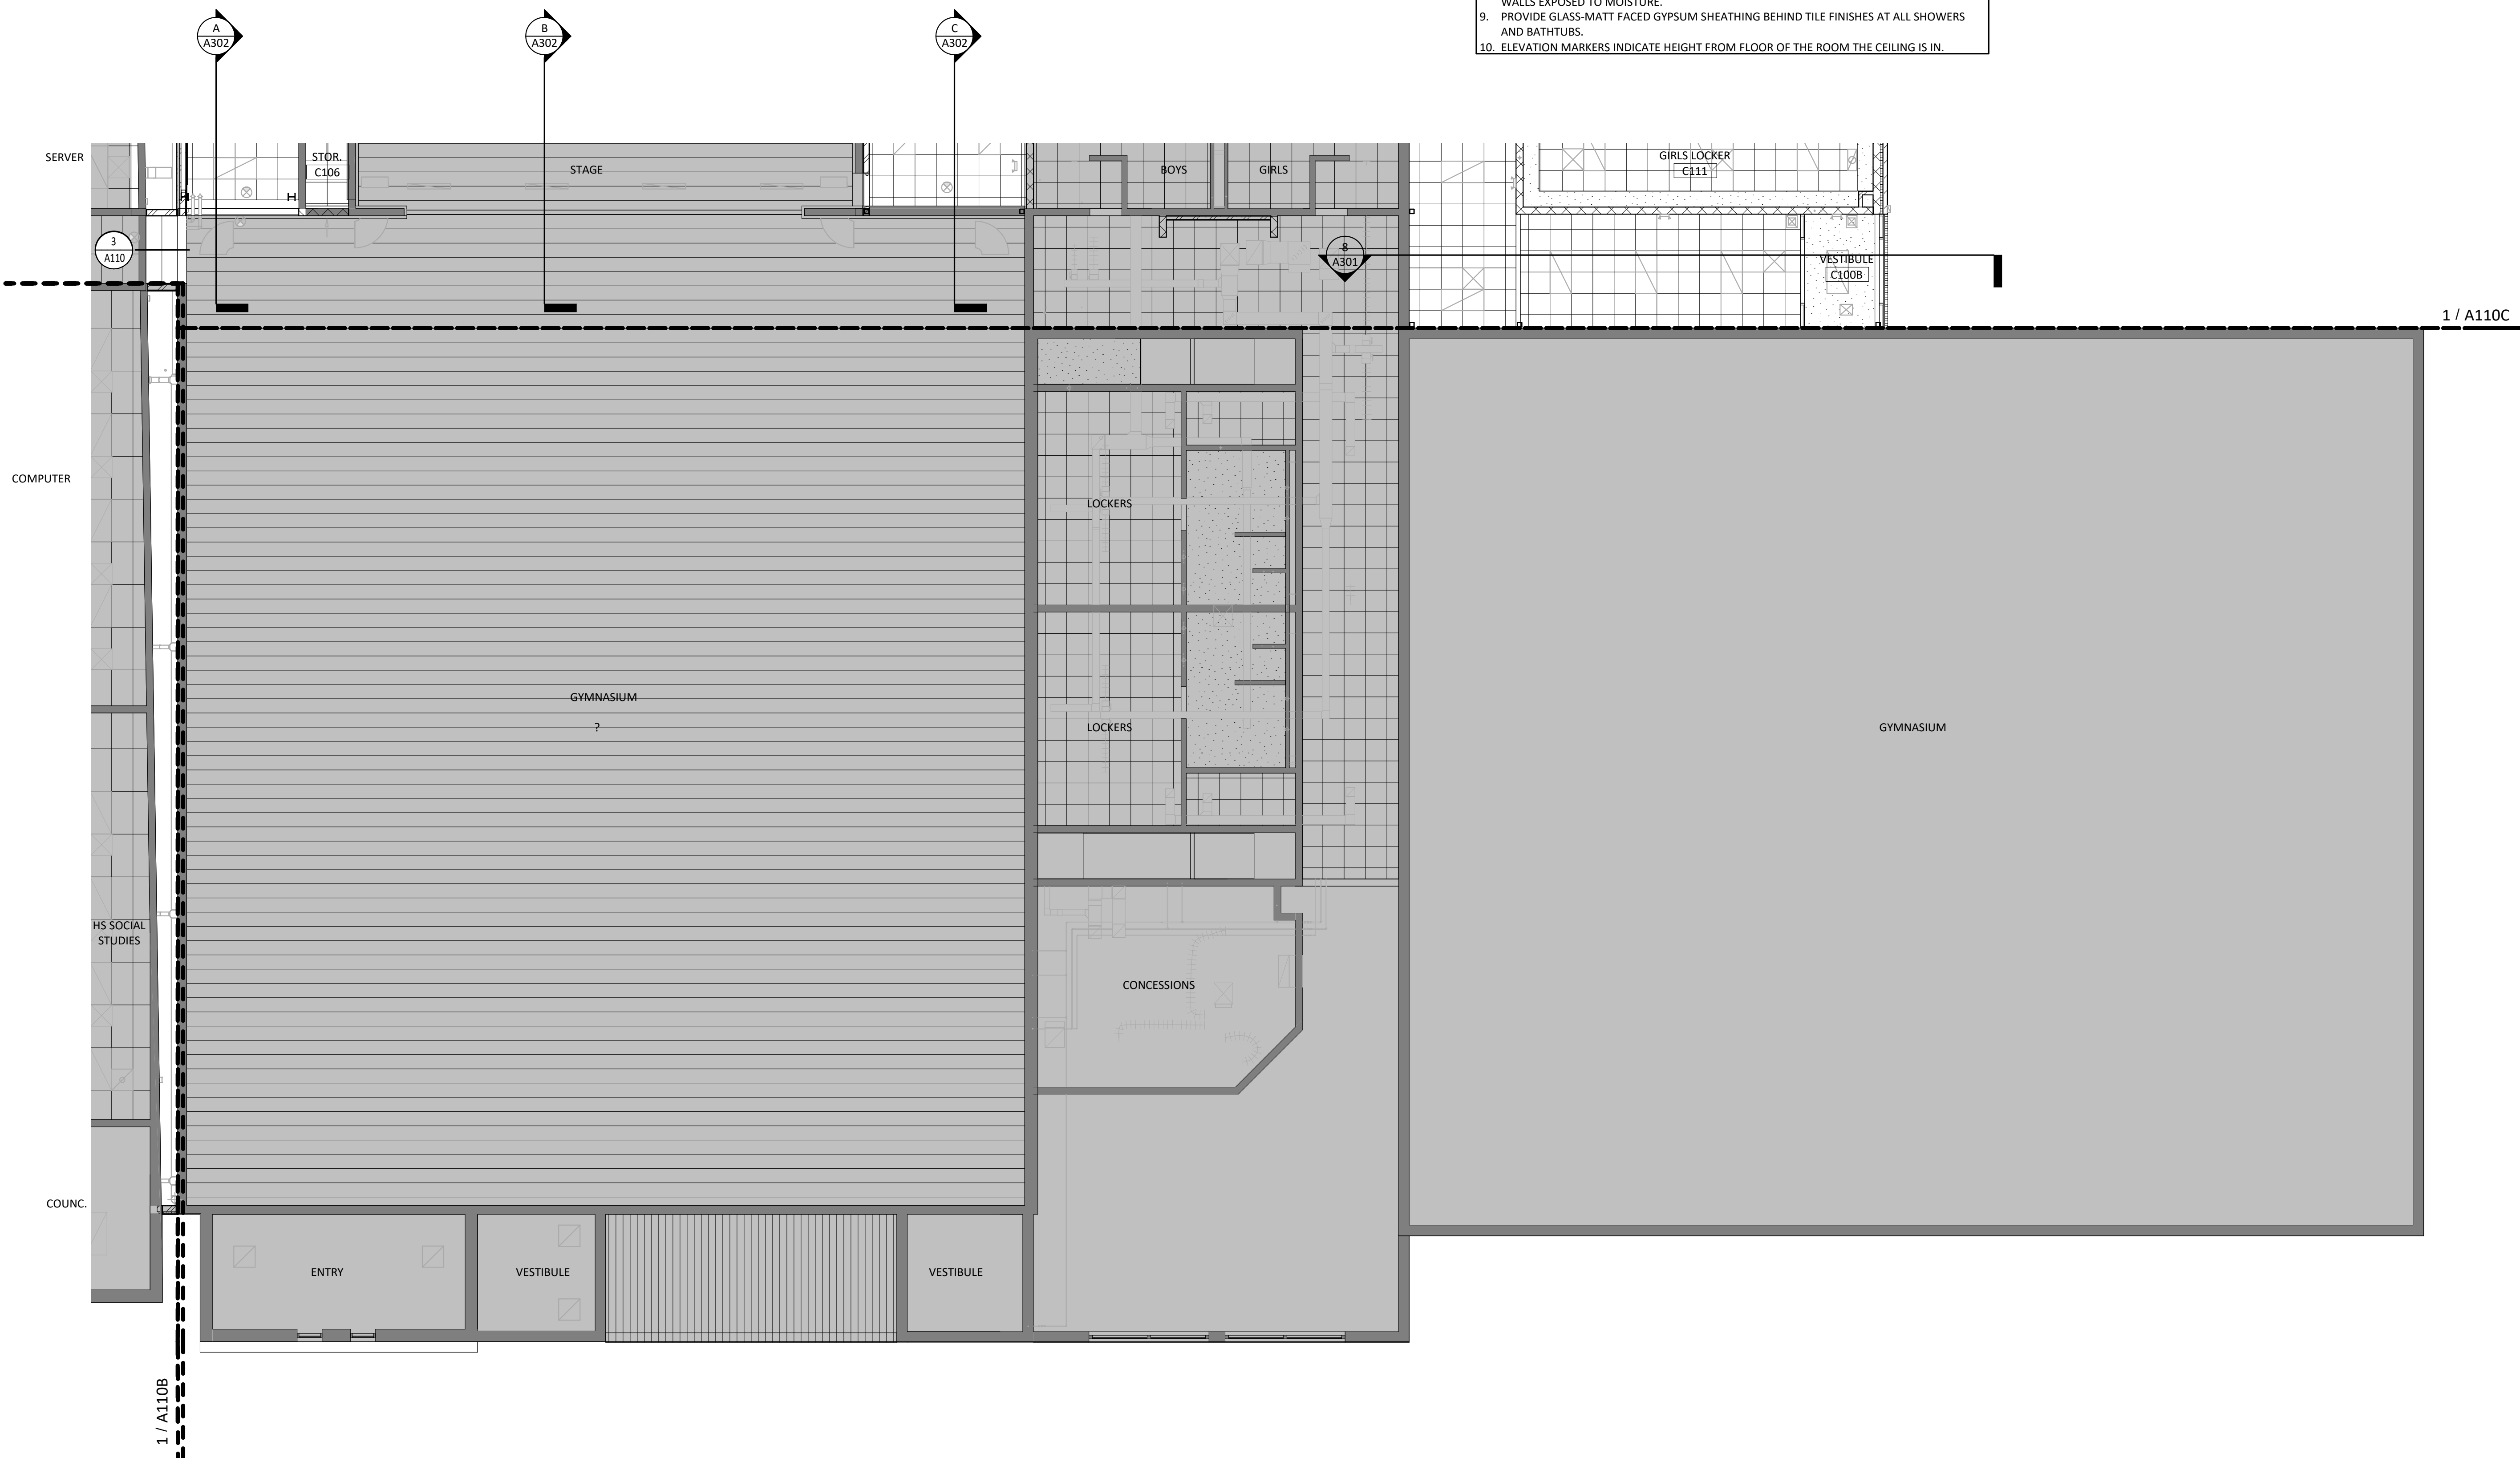 WALLS EXPOSED TO MOISTURE.
9. PROVIDE GLASS-MATT FACED GYPSUM SHEATHING BEHIND TILE FINISHES AT ALL SHOWERS
AND BATHTUBS.
10. ELEVATION MARKERS INDICATE HEIGHT FROM FLOOR OF THE ROOM THE CEILING IS IN.
A
A302
B
A302
C
A302
SERVER
STOR.
C106
STAGE
BOYS
GIRLS
GIRLS LOCKER
C111
3
A110
8
A301
VESTIBULE
C100B
1 / A110C
COMPUTER
LOCKERS
GYMNASIUM
?
LOCKERS
GYMNASIUM
HS SOCIAL
STUDIES
CONCESSIONS
COUNC.
ENTRY
VESTIBULE
VESTIBULE
1 / A110B